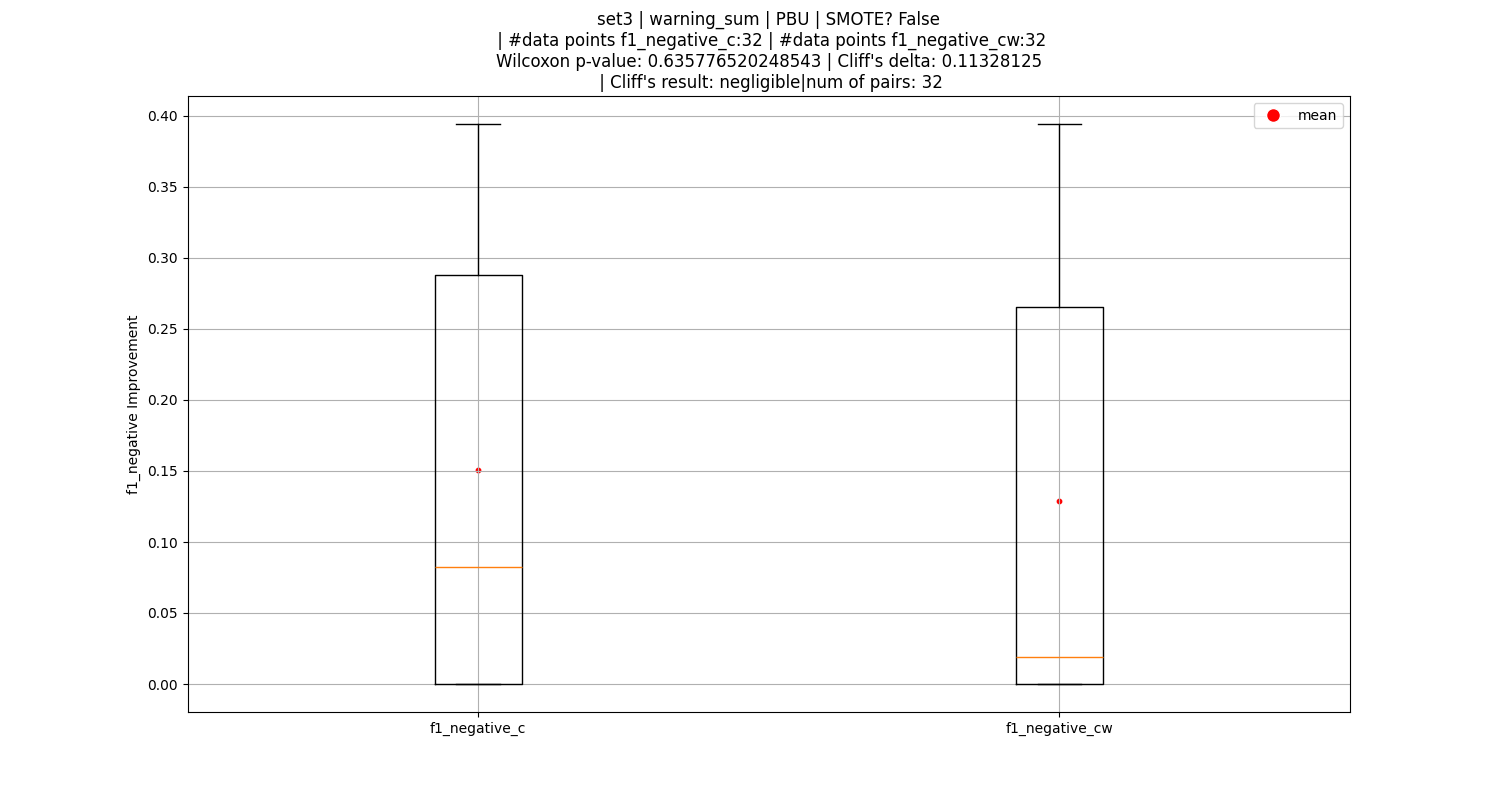 set3 | warning_sum | PBU | SMOTE? False
| #data points f1_negative_c:32 | #data points f1_negative_cw:32
Wilcoxon p-value: 0.635776520248543 | Cliff's delta: 0.11328125
| Cliff's result: negligible|num of pairs: 32
mean
0.40
0.35
0.30
0.25
0.20
0.15
0.10
0.05
0.00
f1_negative Improvement
f1_negative_c
f1_negative_cw